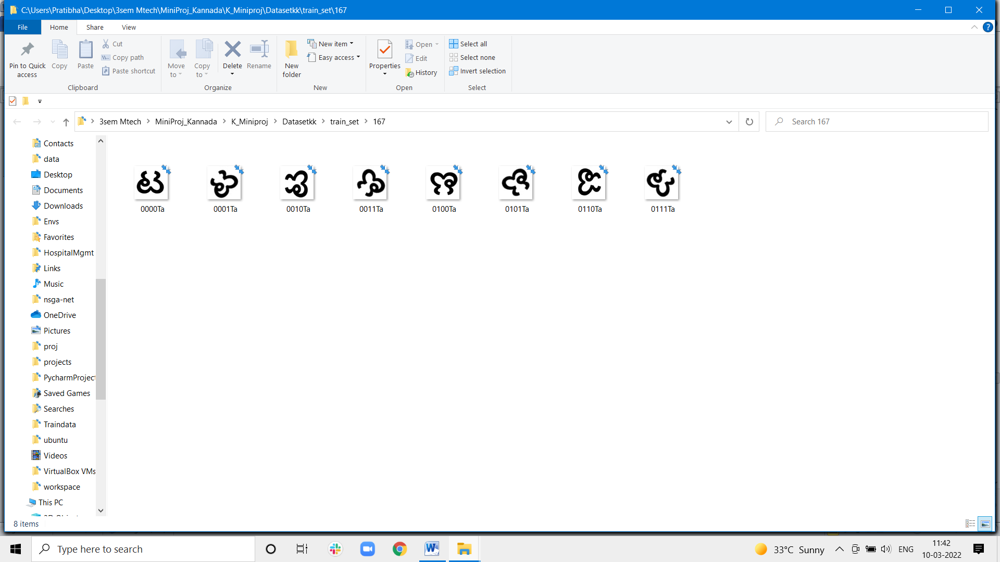 C:\Users\Pratibha\Desktop\3sem Mtech\MiniProj_Kannada\K_Miniproj\Datasetkk\train_set\167
File Home Share View
Pin to Quick access
Copy
Paste
Cut
Copy path
Paste shortcut
Clipboard
Move to
Copy to
Delete
Rename
Organize
New folder
New item
Easy access
New
Properties
Open
Edit
History
Open
Select all
Select none
Invert selection
Select
3sem Mtech > MiniProj_Kannada > K_Miniproj > Datasetkk > train_set > 167
Search 167
Contacts
data
Desktop
Documents
Downloads
Envs
Favorites
HospitalMgmt
Links
Music
nsga-net
OneDrive
Pictures
proj
projects
PycharmProject
Saved Games
Searches
Traindata
ubuntu
Videos
VirtualBox VMs
workspace
This PC
0000Ta 0001Ta 0010Ta 0011Ta 0100Ta 0101Ta 0110Ta 0111Ta
8 items
Type here to search
33°C Sunny
ENG
11:42
10-03-2022